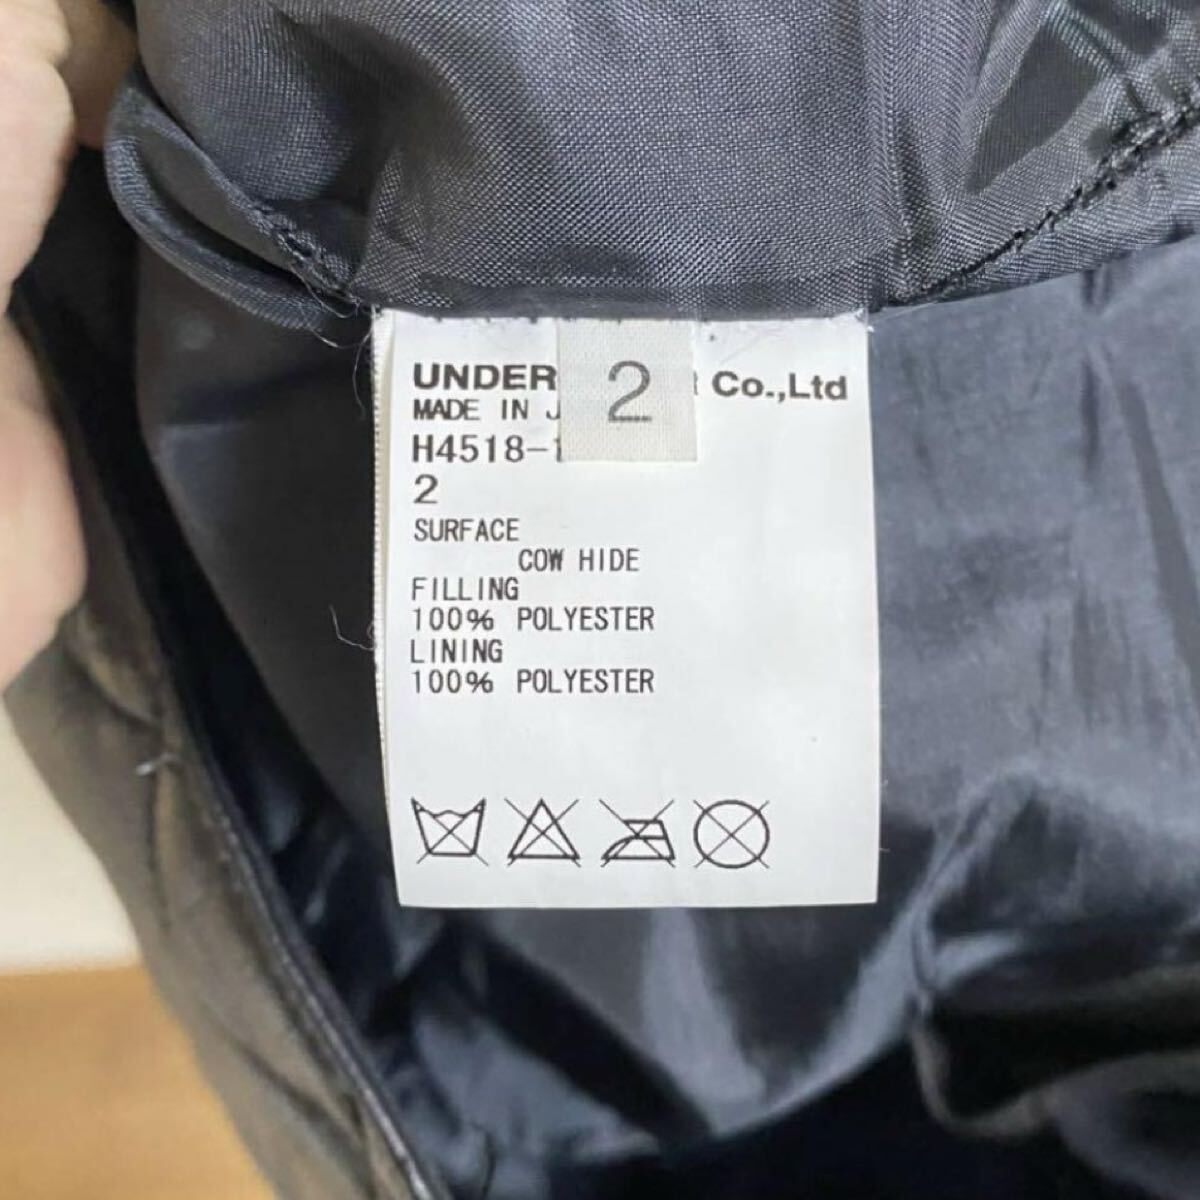 UNDER Co.,Ltd
2
MADE IN J
H4518-
2
SURFACE
COW HIDE
FILLING
100% POLYESTER
LINING
100% POLYESTER